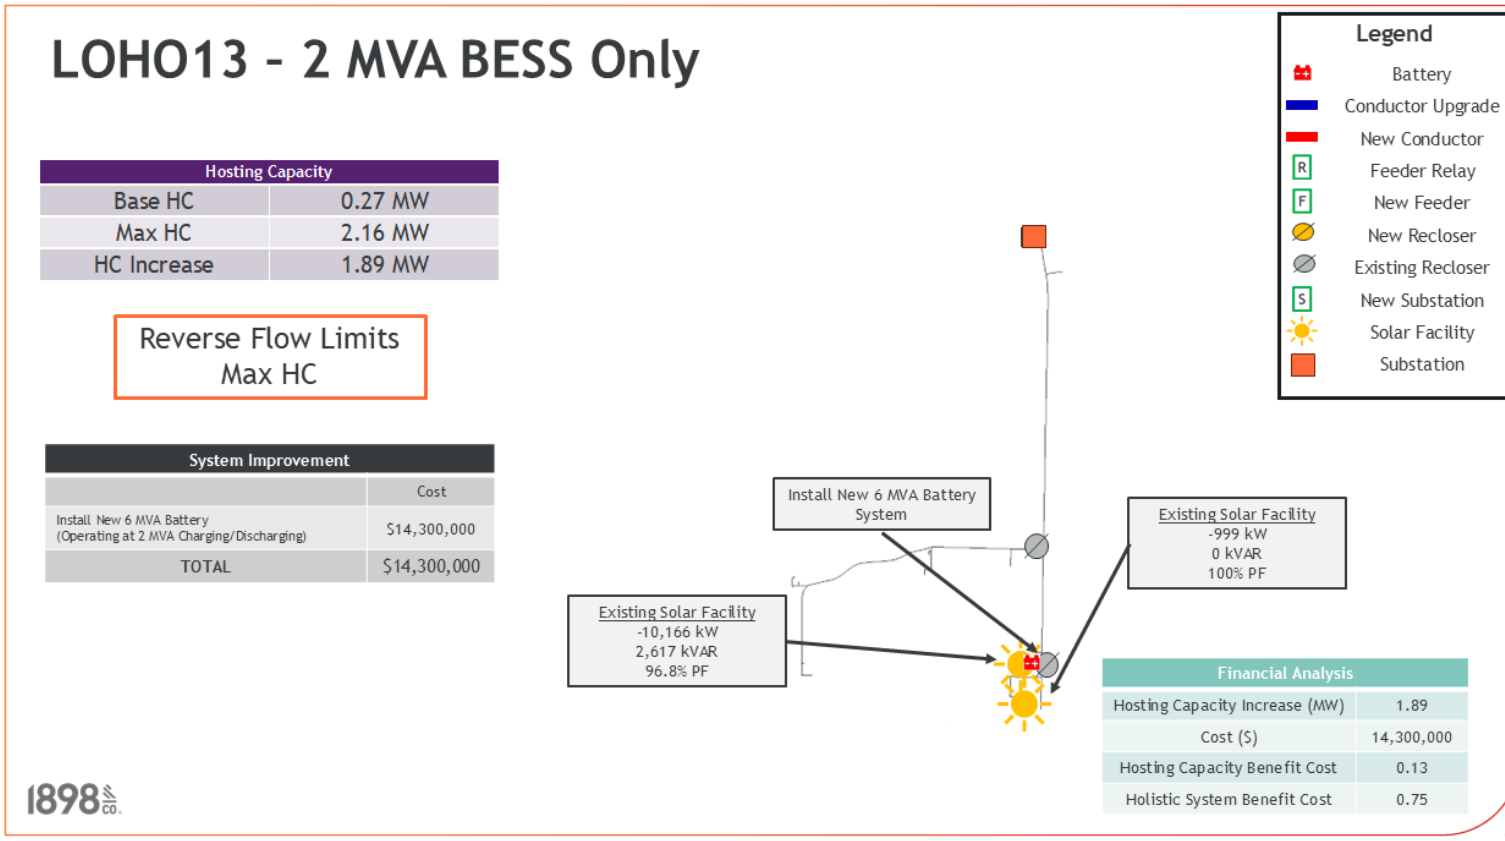 LOHO13 – 2 MVA BESS Only
Legend
Battery
Conductor Upgrade
New Conductor
R Feeder Relay
F New Feeder
New Recloser
Existing Recloser
S New Substation
Solar Facility
Substation
Hosting Capacity
Base HC 0.27 MW
Max HC 2.16 MW
HC Increase 1.89 MW
Reverse Flow Limits
Max HC
System Improvement
Cost
Install New 6 MVA Battery
(Operating at 2 MVA Charging/Discharging) $14,300,000
TOTAL $14,300,000
Install New 6 MVA Battery
System
Existing Solar Facility
-999 kW
0 kVAR
100% PF
Existing Solar Facility
-10,166 kW
2,617 kVAR
96.8% PF
Financial Analysis
Hosting Capacity Increase (MW) 1.89
Cost ($) 14,300,000
Hosting Capacity Benefit Cost 0.13
Holistic System Benefit Cost 0.75
1898 & CO.